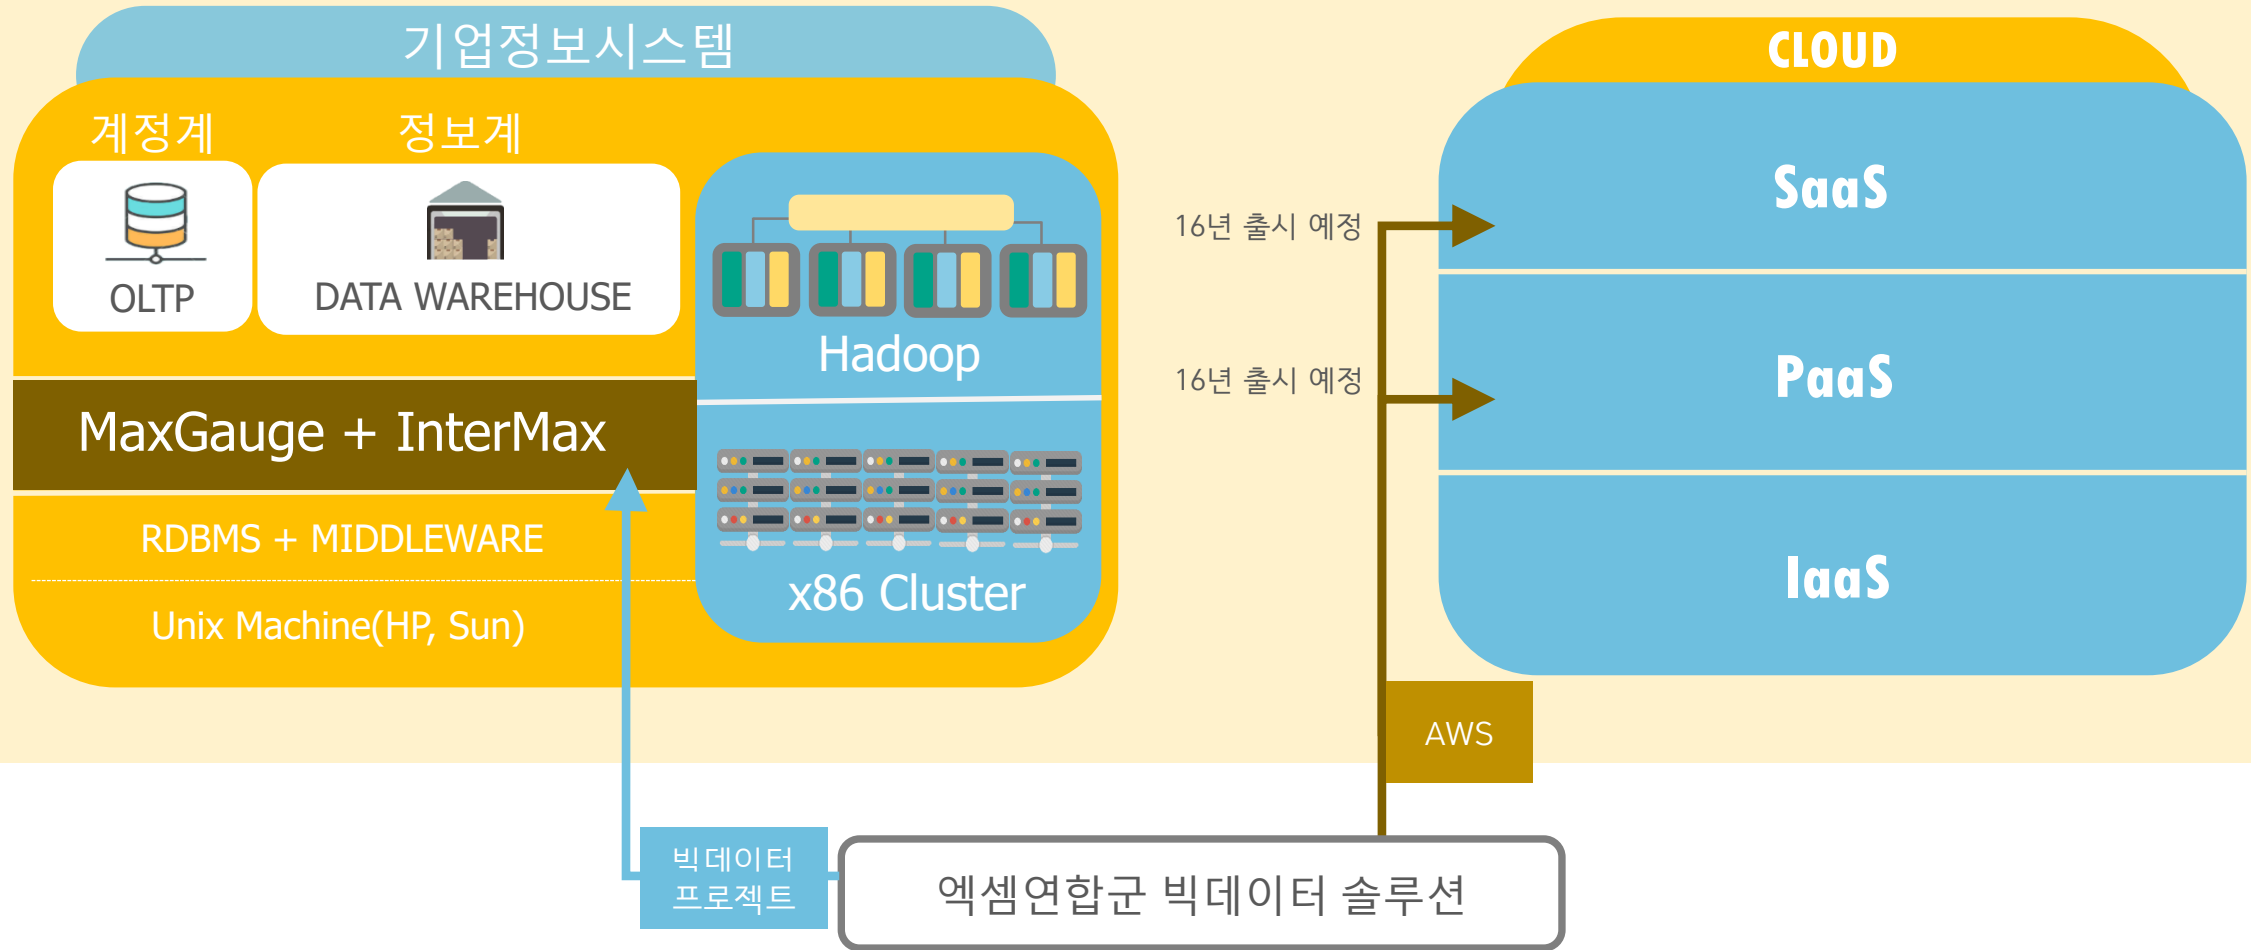 기업정보시스템
계정계
정보계
OLTP
DATA WAREHOUSE
Hadoop
MaxGauge + InterMax
x86 Cluster
RDBMS + MIDDLEWARE
Unix Machine(HP, Sun)
CLOUD
SaaS
16년 출시 예정
PaaS
16년 출시 예정
IaaS
AWS
빅데이터
프로젝트
엑셈연합군 빅데이터 솔루션